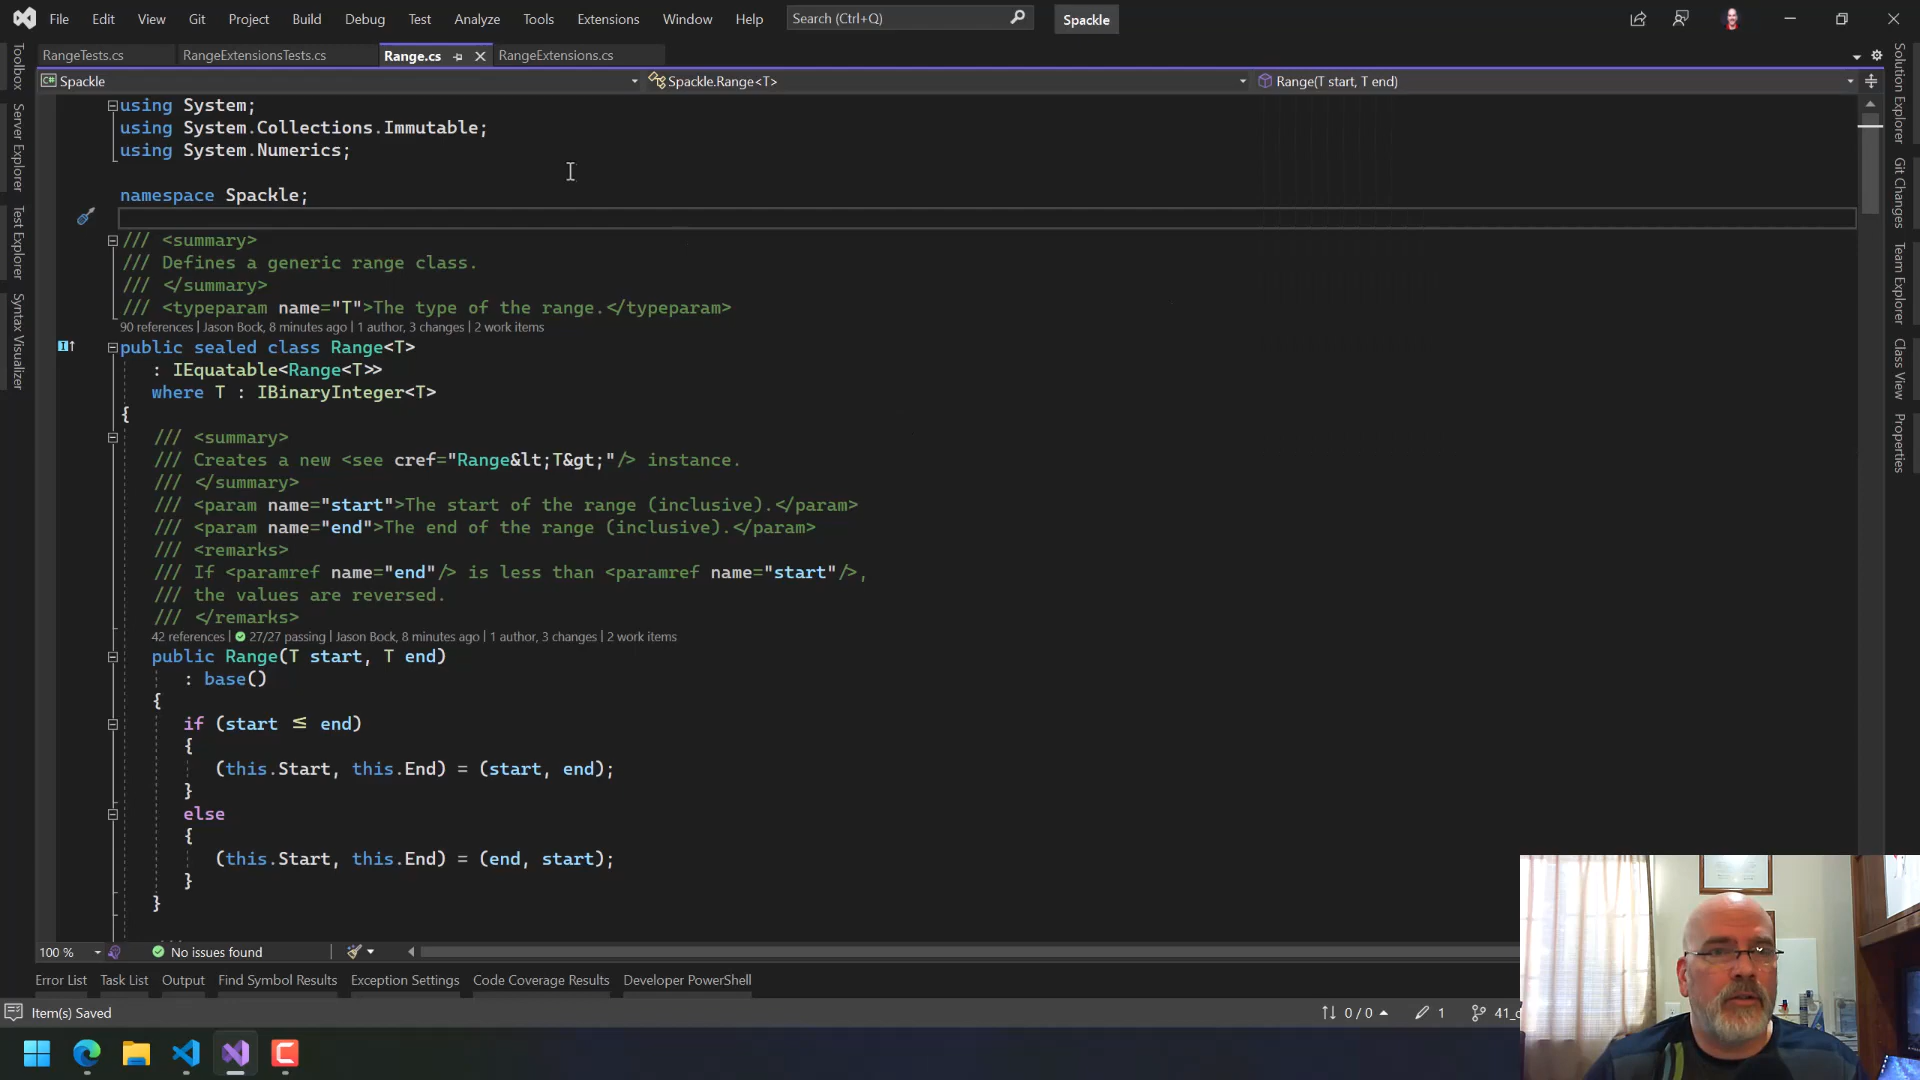 File Edit View Git Project Build Debug Test Analyze Tools Extensions Window Help Search (Ctrl+Q) Spackle
RangeTests.cs RangeExtensionsTests.cs Range.cs RangeExtensions.cs
Spackle Spackle.Range<T> Range(T start, T end)
Toolbox
Server Explorer
Test Explorer
Syntax Visualizer
using System;
using System.Collections.Immutable;
using System.Numerics;
namespace Spackle;
/// <summary>
/// Defines a generic range class.
/// </summary>
/// <typeparam name="T">The type of the range.</typeparam>
90 references | Jason Bock, 8 minutes ago | 1 author, 3 changes | 2 work items
public sealed class Range<T>
: IEquatable<Range<T>>
where T : IBinaryInteger<T>
{
/// <summary>
/// Creates a new <see cref="Range&lt;T&gt;"/> instance.
/// </summary>
/// <param name="start">The start of the range (inclusive).</param>
/// <param name="end">The end of the range (inclusive).</param>
/// <remarks>
/// If <paramref name="end"/> is less than <paramref name="start"/>,
/// the values are reversed.
/// </remarks>
42 references | 27/27 passing | Jason Bock, 8 minutes ago | 1 author, 3 changes | 2 work items
public Range(T start, T end)
: base()
{
if (start ≤ end)
{
(this.Start, this.End) = (start, end);
}
else
{
(this.Start, this.End) = (end, start);
}
}
Solution Explorer
Git Changes
Team Explorer
Class View
Properties
100 % No issues found
Error List Task List Output Find Symbol Results Exception Settings Code Coverage Results Developer PowerShell
Item(s) Saved 0 / 0 1